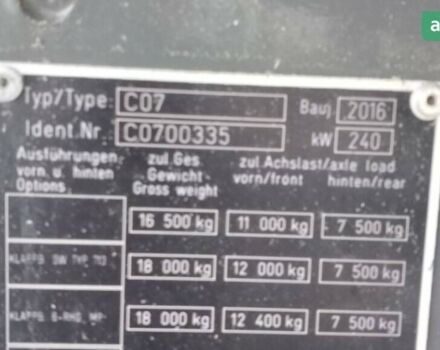 a
Typ/Type: C07 Bauj. 2016
Ident.Nr. C0700335 kW 240
Ausführungen zul.Ges. zul Achslast/axle load
vorn.u. hinten Gewicht vorn/front hinten/rear
Options Gross weight
16 500 kg 11 000 kg 7 500 kg
18 000 kg 12 000 kg 7 500 kg
18 000 kg 12 400 kg 7 500 kg